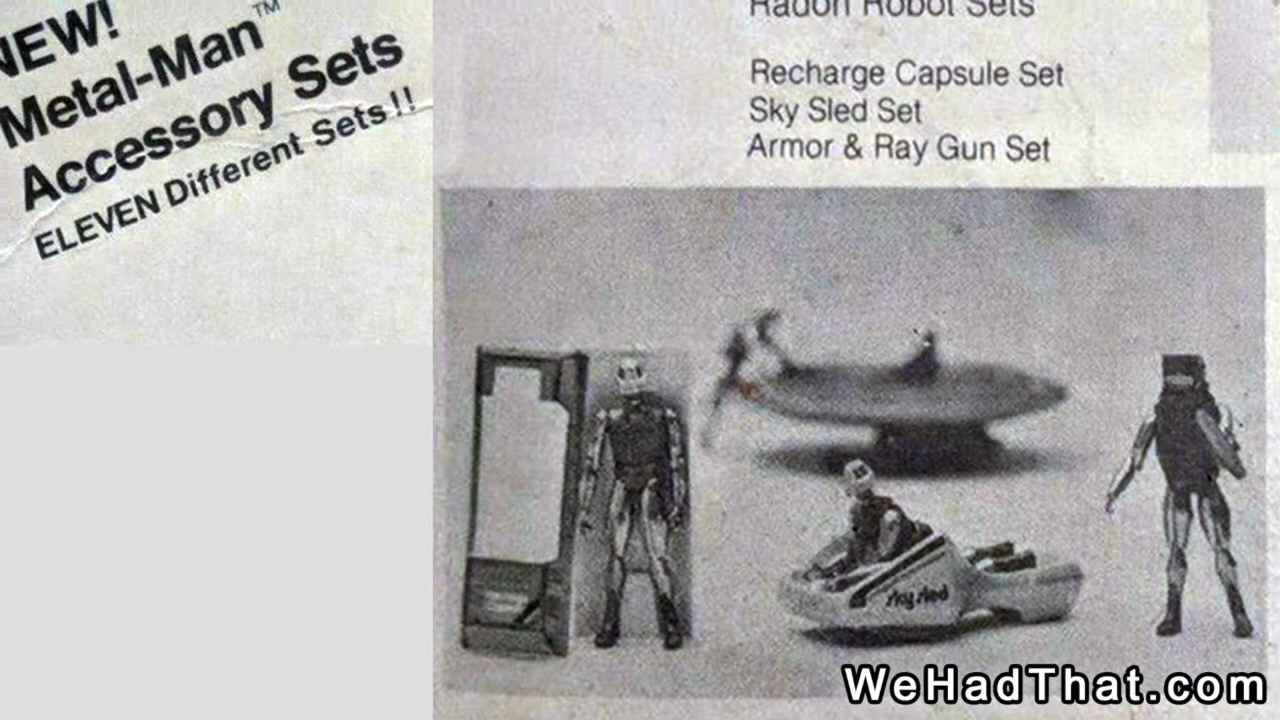 NEW!
Metal-Man™
Accessory Sets
ELEVEN Different Sets!!
Radon Robot Sets
Recharge Capsule Set
Sky Sled Set
Armor & Ray Gun Set
sky sled
WeHadThat.com